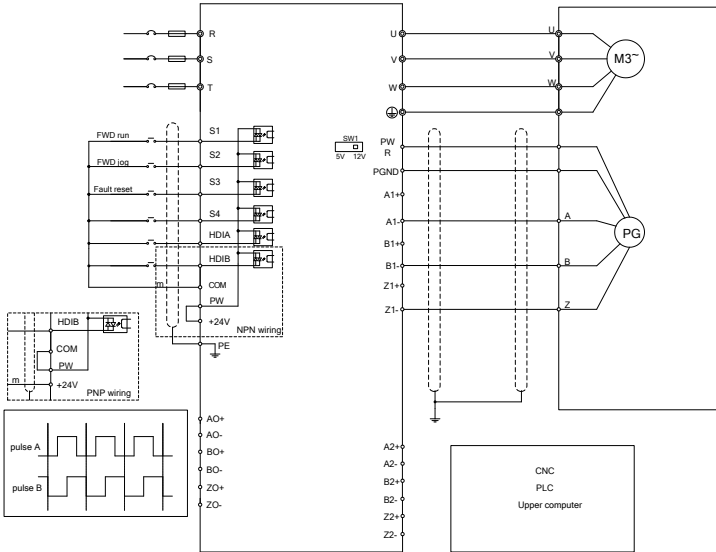 R
S
T
U
V
W
U
V
W
M3~
FWD run
S1
FWD jog
S2
Fault reset
S3
S4
HDIA
HDIB
m
COM
PW
+24V
NPN wiring
PE
SW1
5V 12V
PW
R
PGND
A1+
A1-
B1+
B1-
Z1+
Z1-
A
B
Z
PG
HDIB
COM
PW
m
+24V
PNP wiring
pulse A
pulse B
AO+
AO-
BO+
BO-
ZO+
ZO-
A2+
A2-
B2+
B2-
Z2+
Z2-
CNC
PLC
Upper computer